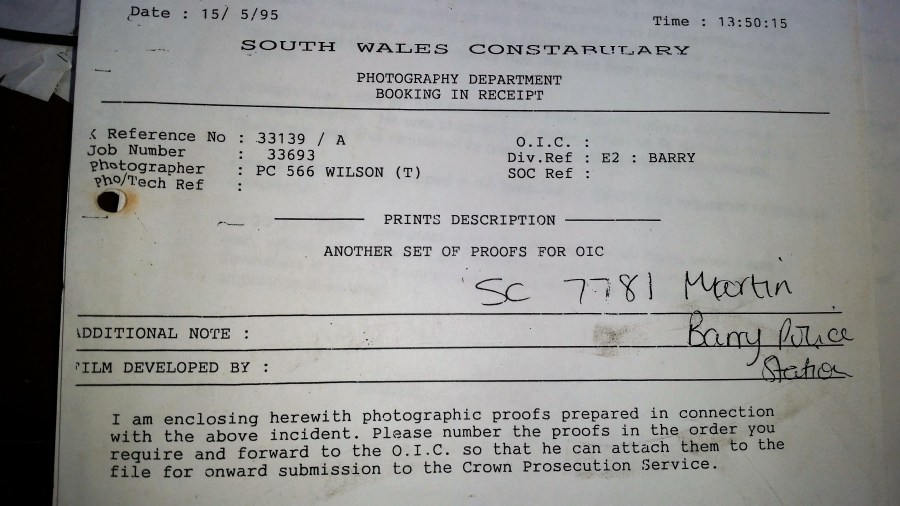 Date : 15/ 5/95
Time : 13:50:15
SOUTH WALES CONSTABULARY
PHOTOGRAPHY DEPARTMENT
BOOKING IN RECEIPT
Reference No : 33139 / A
O.I.C. :
Job Number : 33693
Div.Ref : E2 : BARRY
Photographer : PC 566 WILSON (T)
SOC Ref :
Pho/Tech Ref :
PRINTS DESCRIPTION
ANOTHER SET OF PROOFS FOR OIC
SC 7781 Martin
ADDITIONAL NOTE :
Barry Police
FILM DEVELOPED BY :
Station
I am enclosing herewith photographic proofs prepared in connection
with the above incident. Please number the proofs in the order you
require and forward to the O.I.C. so that he can attach them to the
file for onward submission to the Crown Prosecution Service.